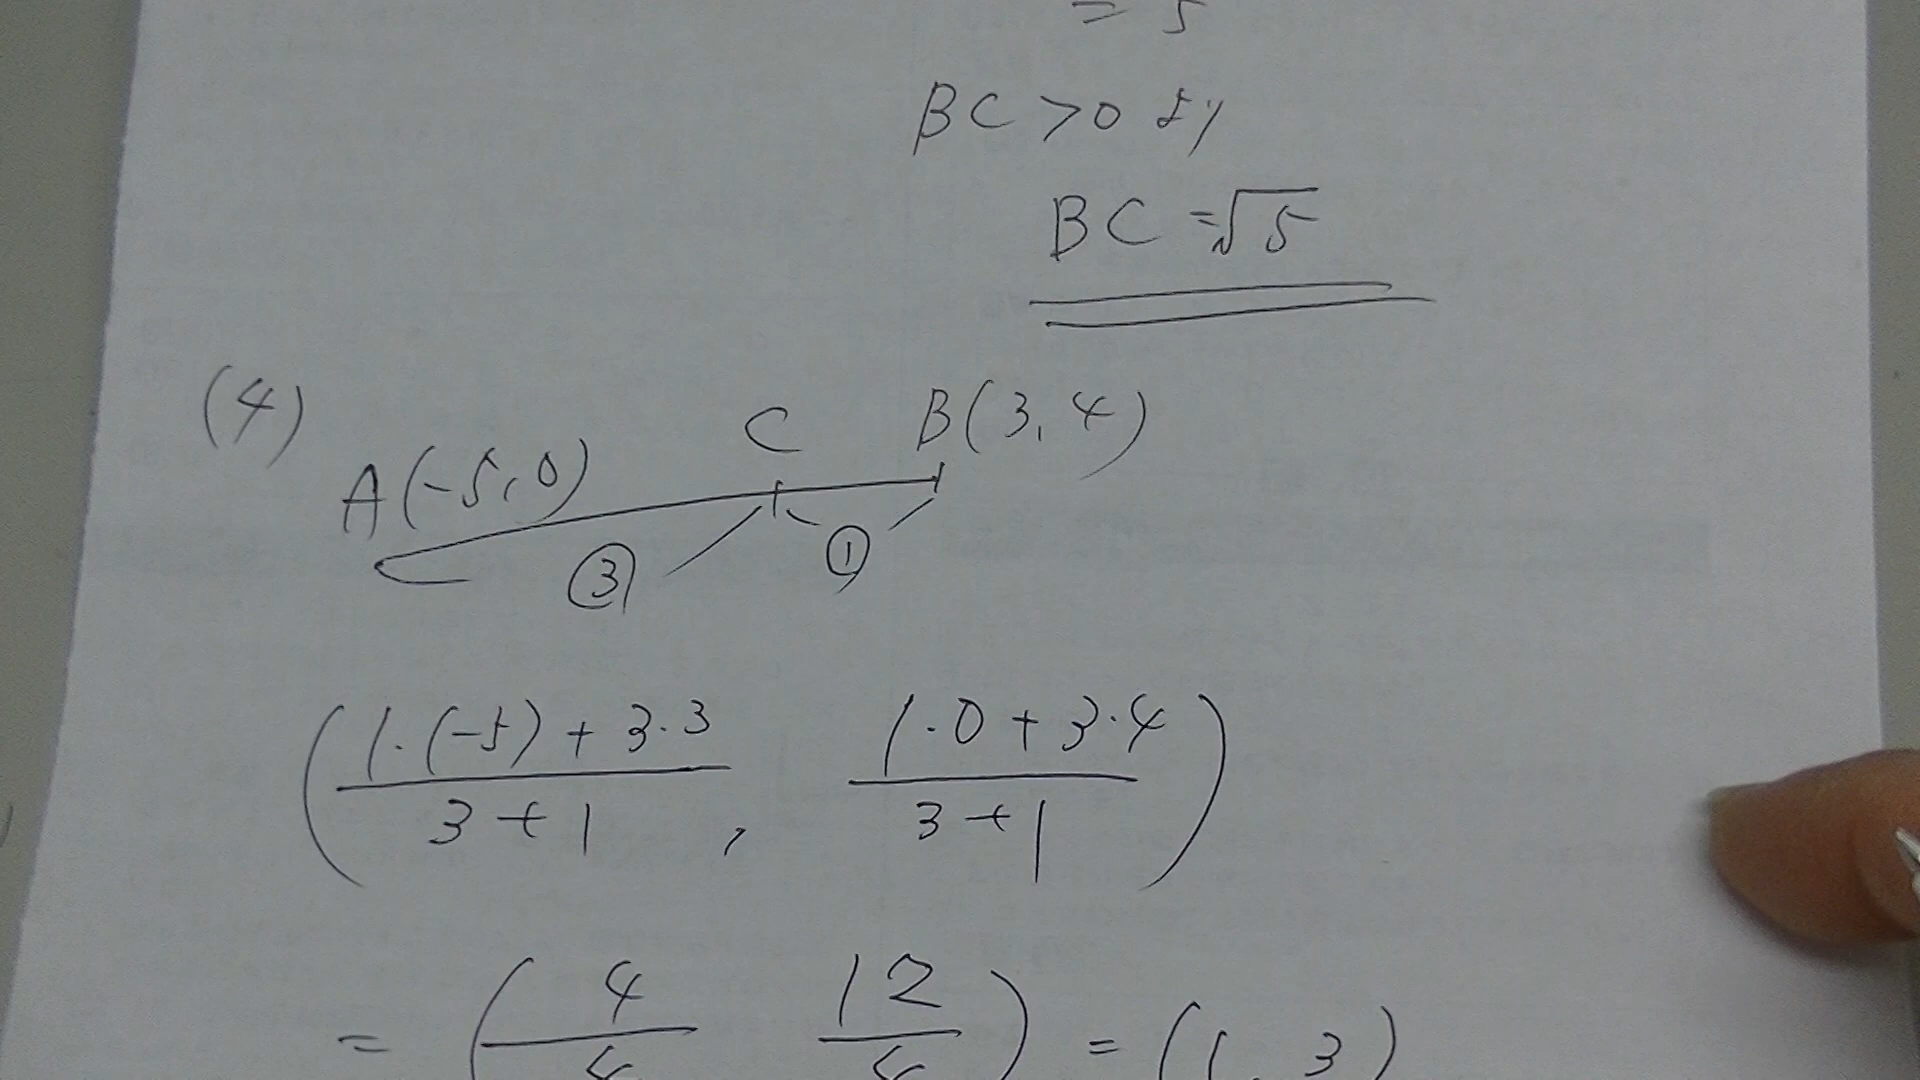 = 5
BC>0より
BC=√5
(4)
A(-5,0) C B(3,4)
③ ①
(1·(-5)+3·3/3+1, 1·0+3·4/3+1)
=(4/4 12/4)=(1,3)